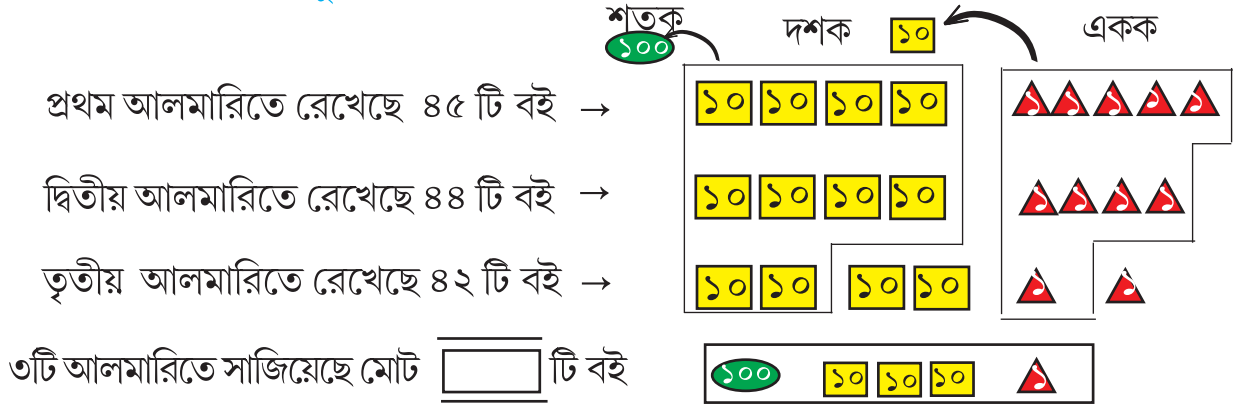 শতক দশক ১০ একক
১০০
প্রথম আলমারিতে রেখেছে ৪৫ টি বই → ১০ ১০ ১০ ১০ ১ ১ ১ ১ ১
দ্বিতীয় আলমারিতে রেখেছে ৪৪ টি বই → ১০ ১০ ১০ ১০ ১ ১ ১ ১
তৃতীয় আলমারিতে রেখেছে ৪২ টি বই → ১০ ১০ ১০ ১০ ১ ১
৩টি আলমারিতে সাজিয়েছে মোট টি বই ১০০ ১০ ১০ ১০ ১